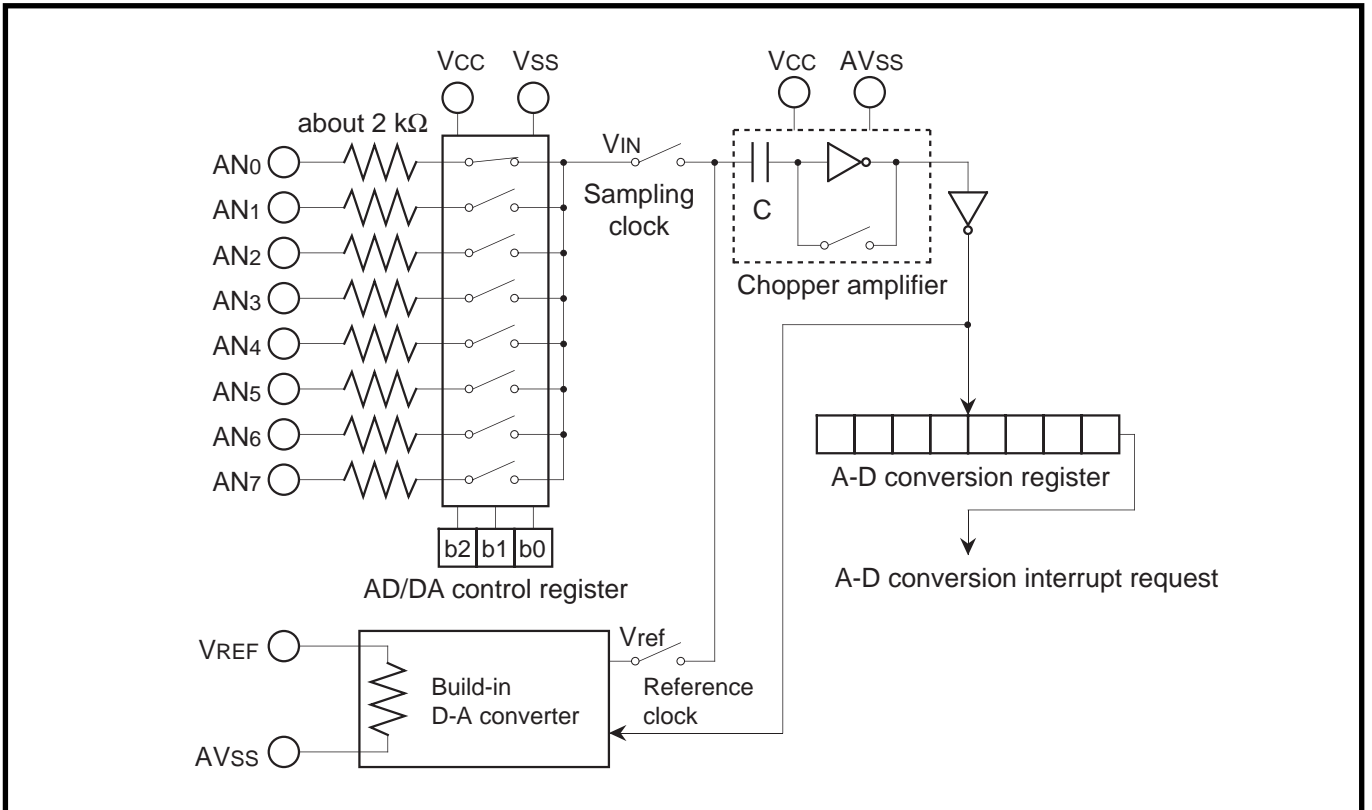 VCC
VSS
VCC
AVSS
about 2 kΩ
AN0
AN1
AN2
AN3
AN4
AN5
AN6
AN7
VIN
Sampling
clock
C
Chopper amplifier
b2 b1 b0
AD/DA control register
A-D conversion register
A-D conversion interrupt request
VREF
AVSS
Build-in
D-A converter
Vref
Reference
clock